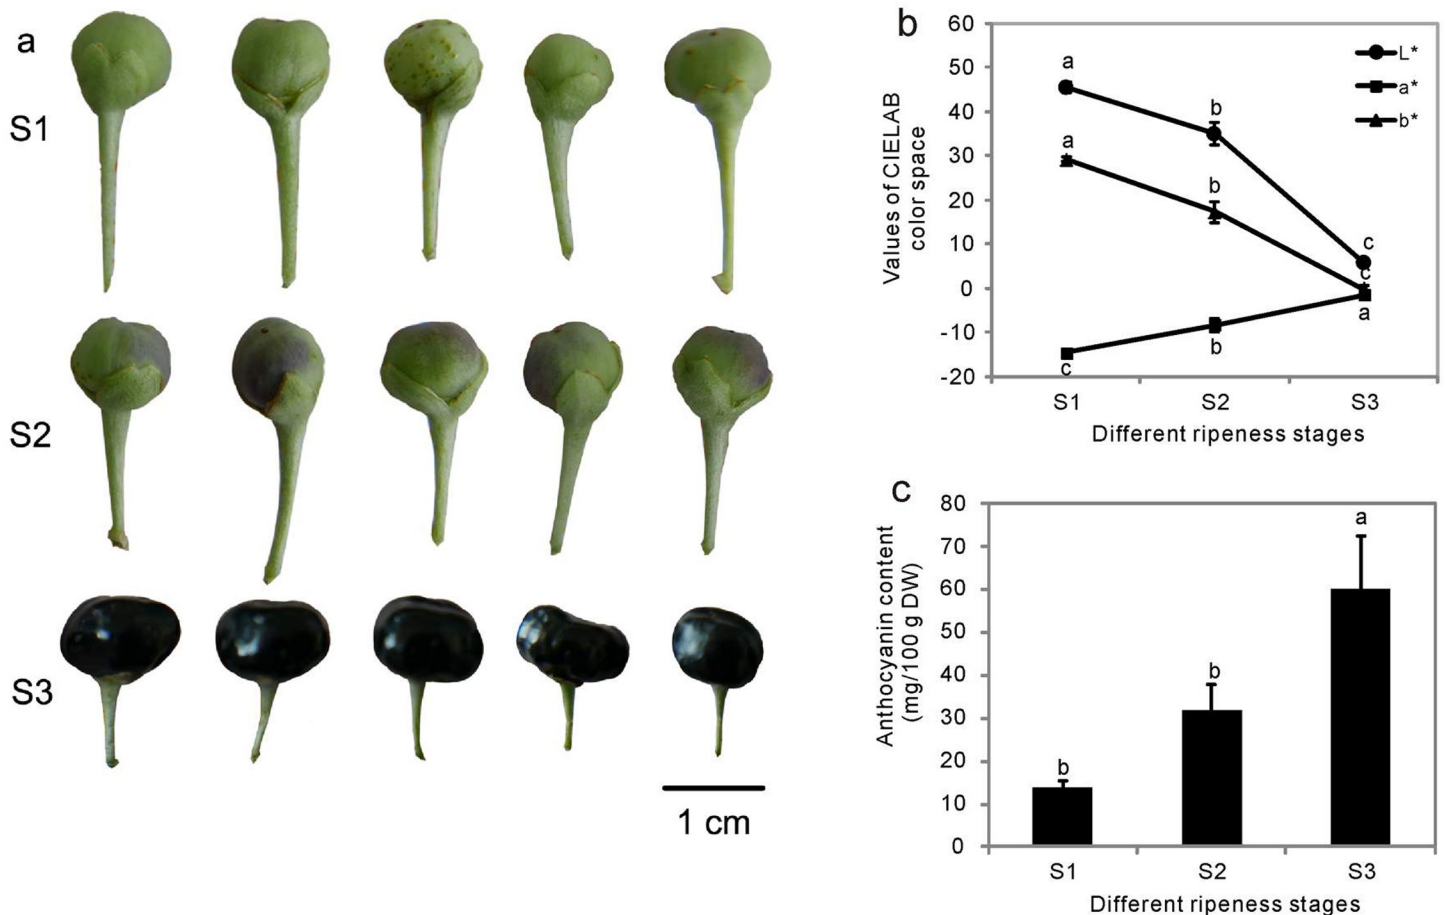 a
S1
S2
S3
1 cm
b
60
50
40
30
20
10
0
-10
-20
Values of CIELAB
color space
L*
a*
b*
a
b
c
a
b
c
c
b
a
S1
S2
S3
Different ripeness stages
c
80
70
60
50
40
30
20
10
0
Anthocyanin content
(mg/100 g DW)
b
b
a
S1
S2
S3
Different ripeness stages